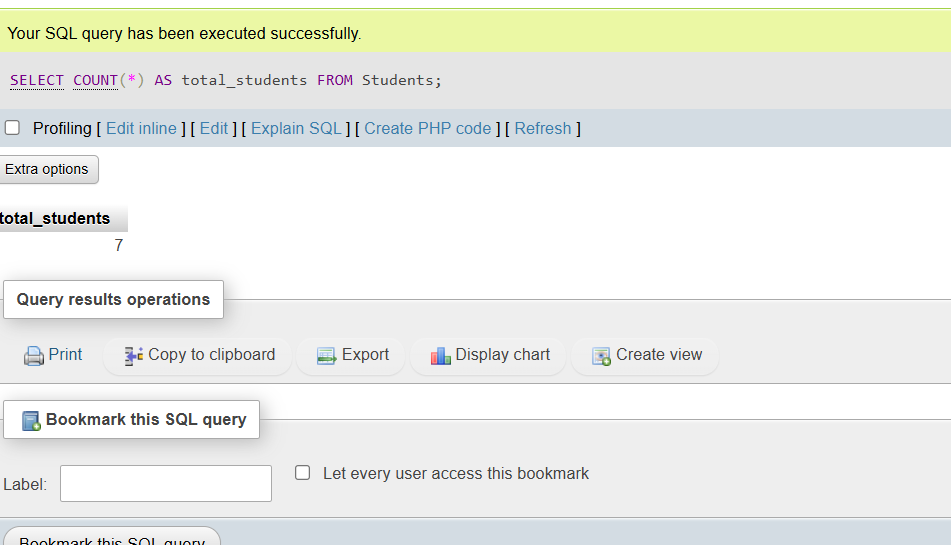 Your SQL query has been executed successfully.
SELECT COUNT(*) AS total_students FROM Students;
Profiling [ Edit inline ] [ Edit ] [ Explain SQL ] [ Create PHP code ] [ Refresh ]
Extra options
total_students
7
Query results operations
Print Copy to clipboard Export Display chart Create view
Bookmark this SQL query
Label: Let every user access this bookmark
Bookmark this SQL query